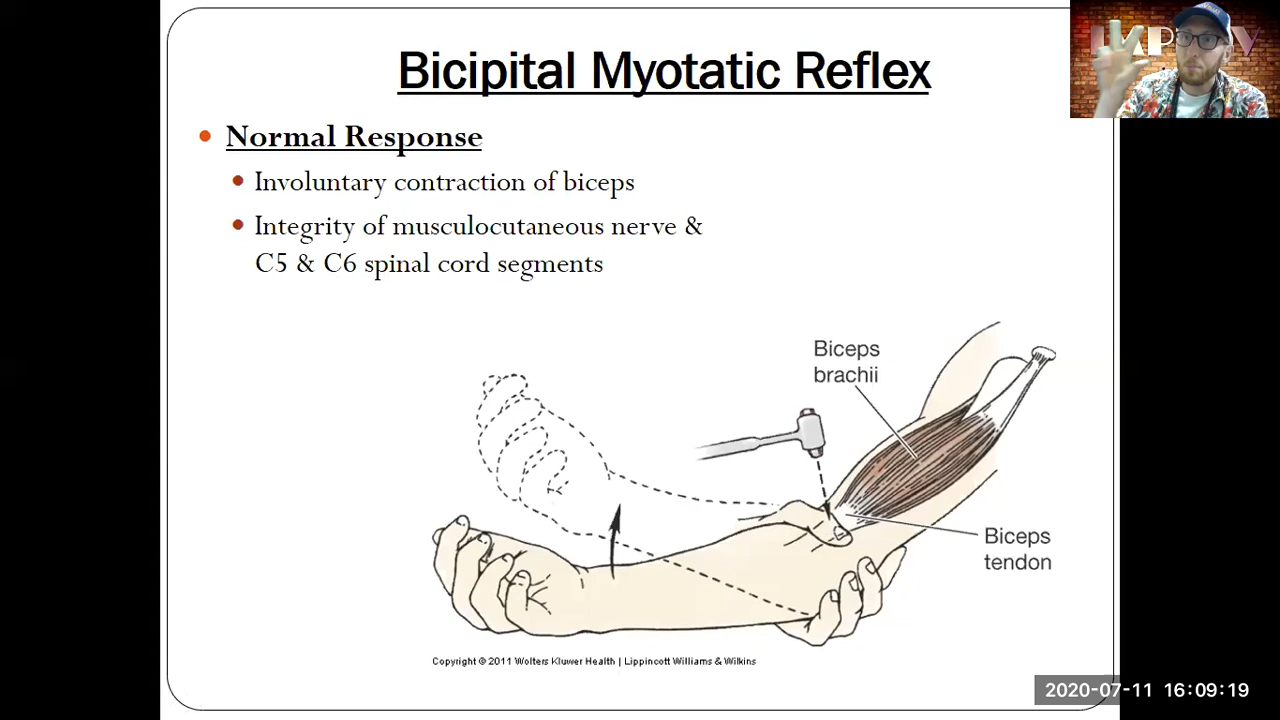 Bicipital Myotatic Reflex
Normal Response
Involuntary contraction of biceps
Integrity of musculocutaneous nerve &
C5 & C6 spinal cord segments
Biceps
brachii
Biceps
tendon
Copyright © 2011 Wolters Kluwer Health | Lippincott Williams & Wilkins
2020-07-11 16:09:19